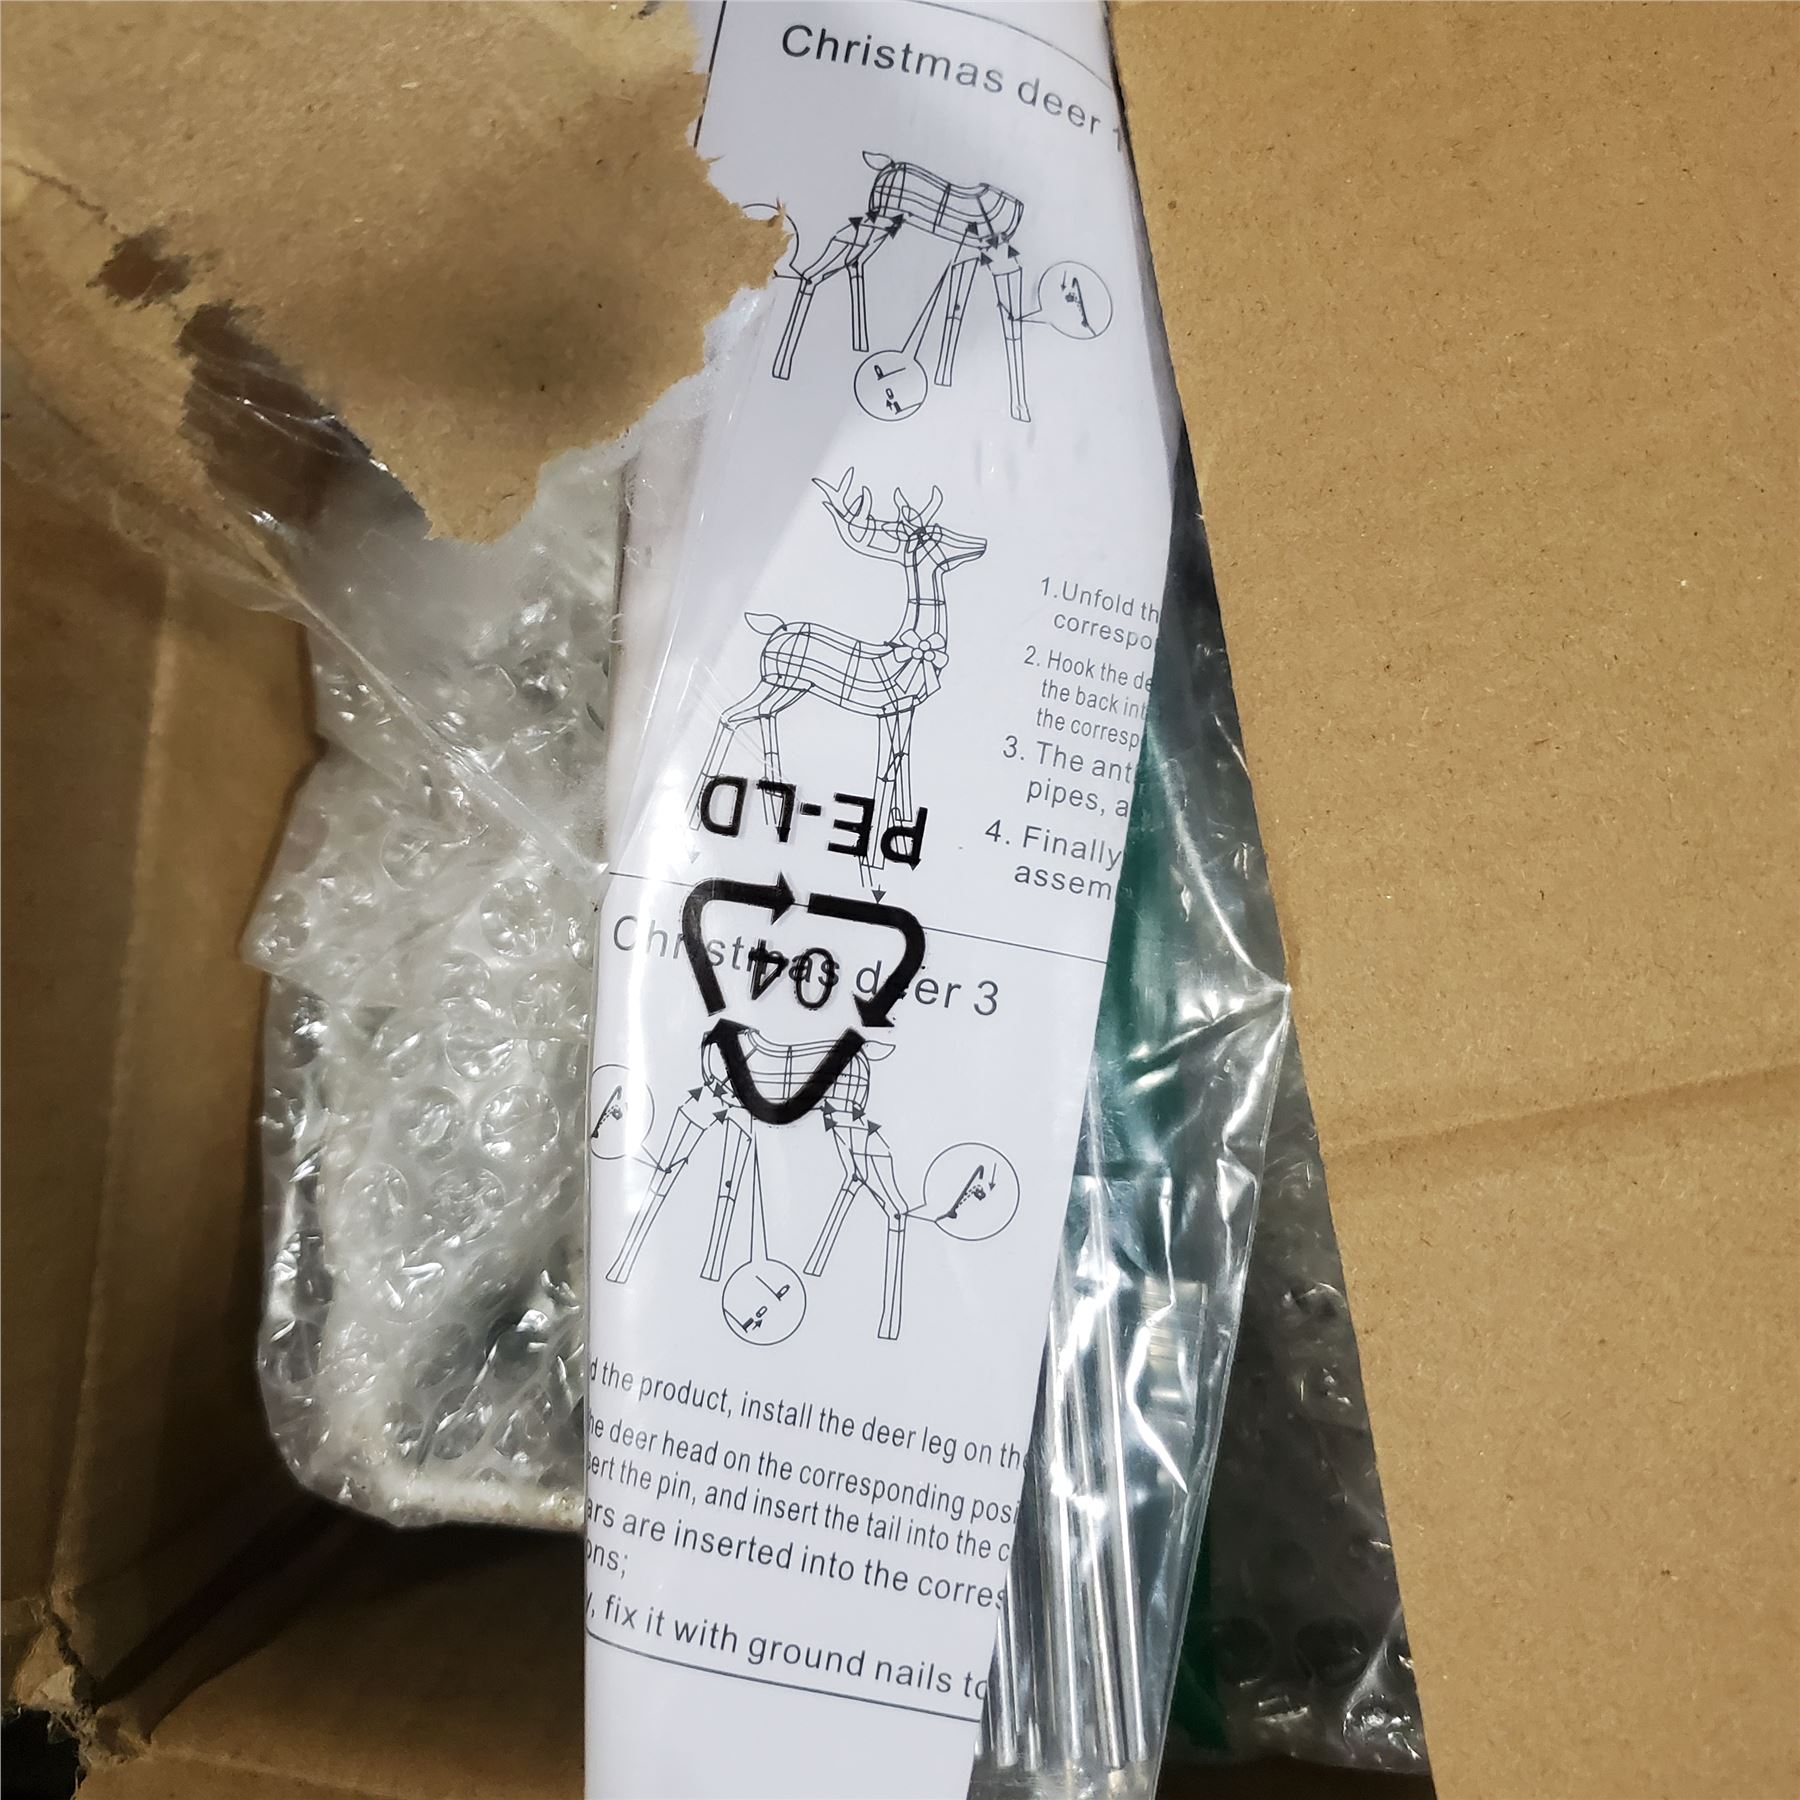 Christmas deer 1
1.Unfold th
correspo
2. Hook the de
the back int
the corresp
3. The ant
pipes, a
4. Finally
assem
PE-LD
04
Christmas deer 3
d the product, install the deer leg on th
he deer head on the corresponding posi
sert the pin, and insert the tail into the c
ars are inserted into the corres
ons;
y, fix it with ground nails to